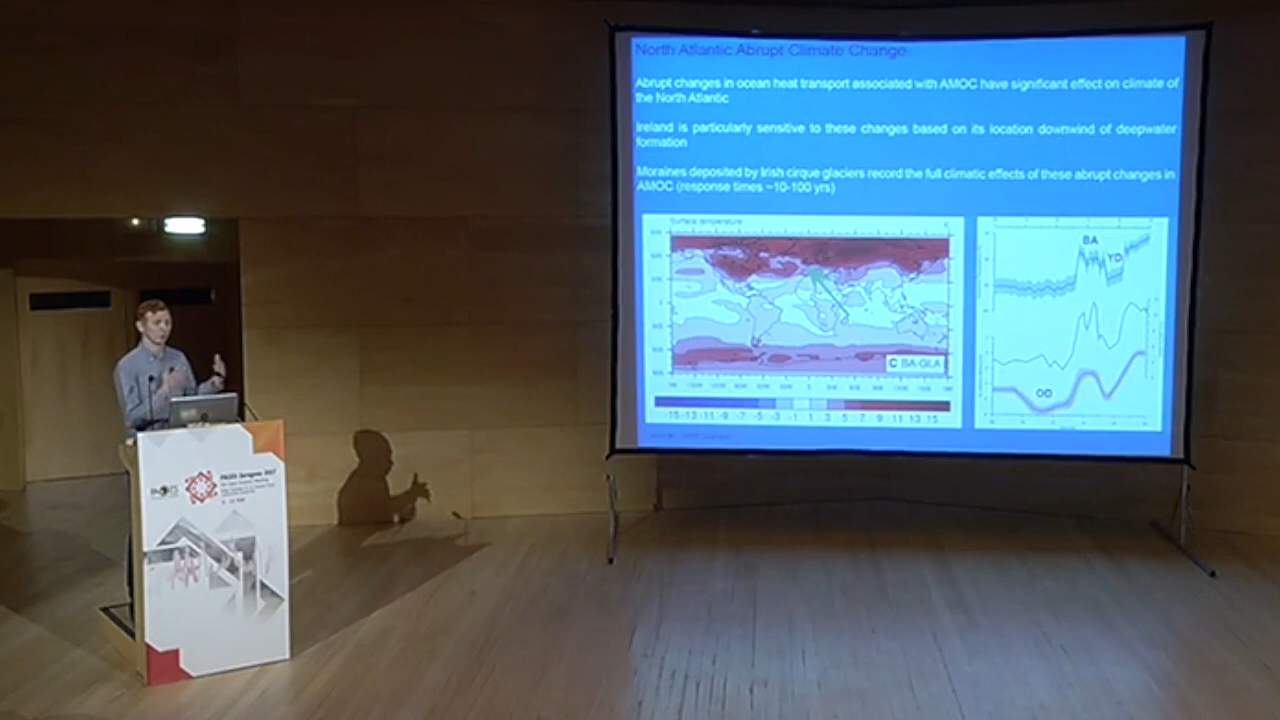 North Atlantic Abrupt Climate Change
Abrupt changes in ocean heat transport associated with AMOC have significant effect on climate of
the North Atlantic
Ireland is particularly sensitive to these changes based on its location downwind of deepwater
formation
Moraines deposited by Irish cirque glaciers record the full climatic effects of these abrupt changes in
AMOC (response times ~10-100 yrs)
Surface temperature
C BA-GLA
-15 -13 -11 -9 -7 -5 -3 -1 1 3 5 7 9 11 13 15
BA
YD
OD
PAGES Zaragoza 2017